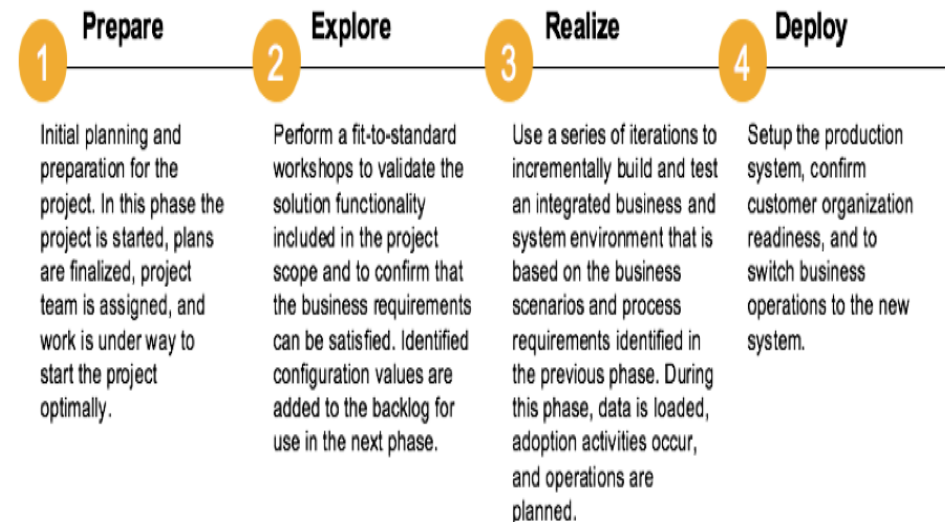 1
Prepare
Initial planning and
preparation for the
project. In this phase the
project is started, plans
are finalized, project
team is assigned, and
work is under way to
start the project
optimally.
2
Explore
Perform a fit-to-standard
workshops to validate the
solution functionality
included in the project
scope and to confirm that
the business requirements
can be satisfied. Identified
configuration values are
added to the backlog for
use in the next phase.
3
Realize
Use a series of iterations to
incrementally build and test
an integrated business and
system environment that is
based on the business
scenarios and process
requirements identified in
the previous phase. During
this phase, data is loaded,
adoption activities occur,
and operations are
planned.
4
Deploy
Setup the production
system, confirm
customer organization
readiness, and to
switch business
operations to the new
system.